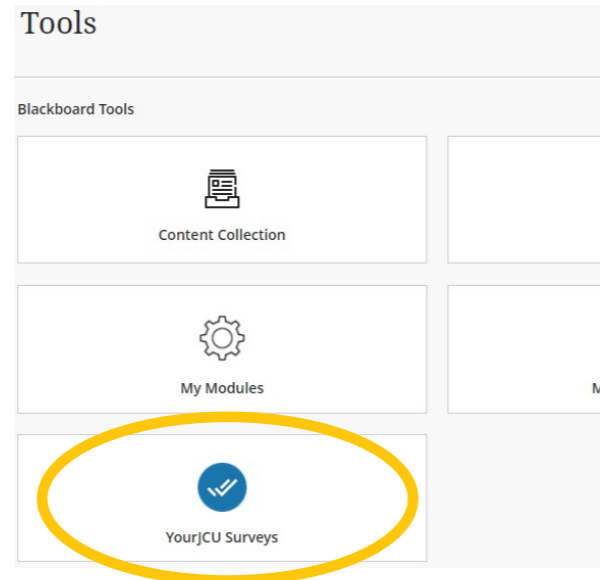 Tools
Blackboard Tools
Content Collection
My Modules
M
YourJCU Surveys